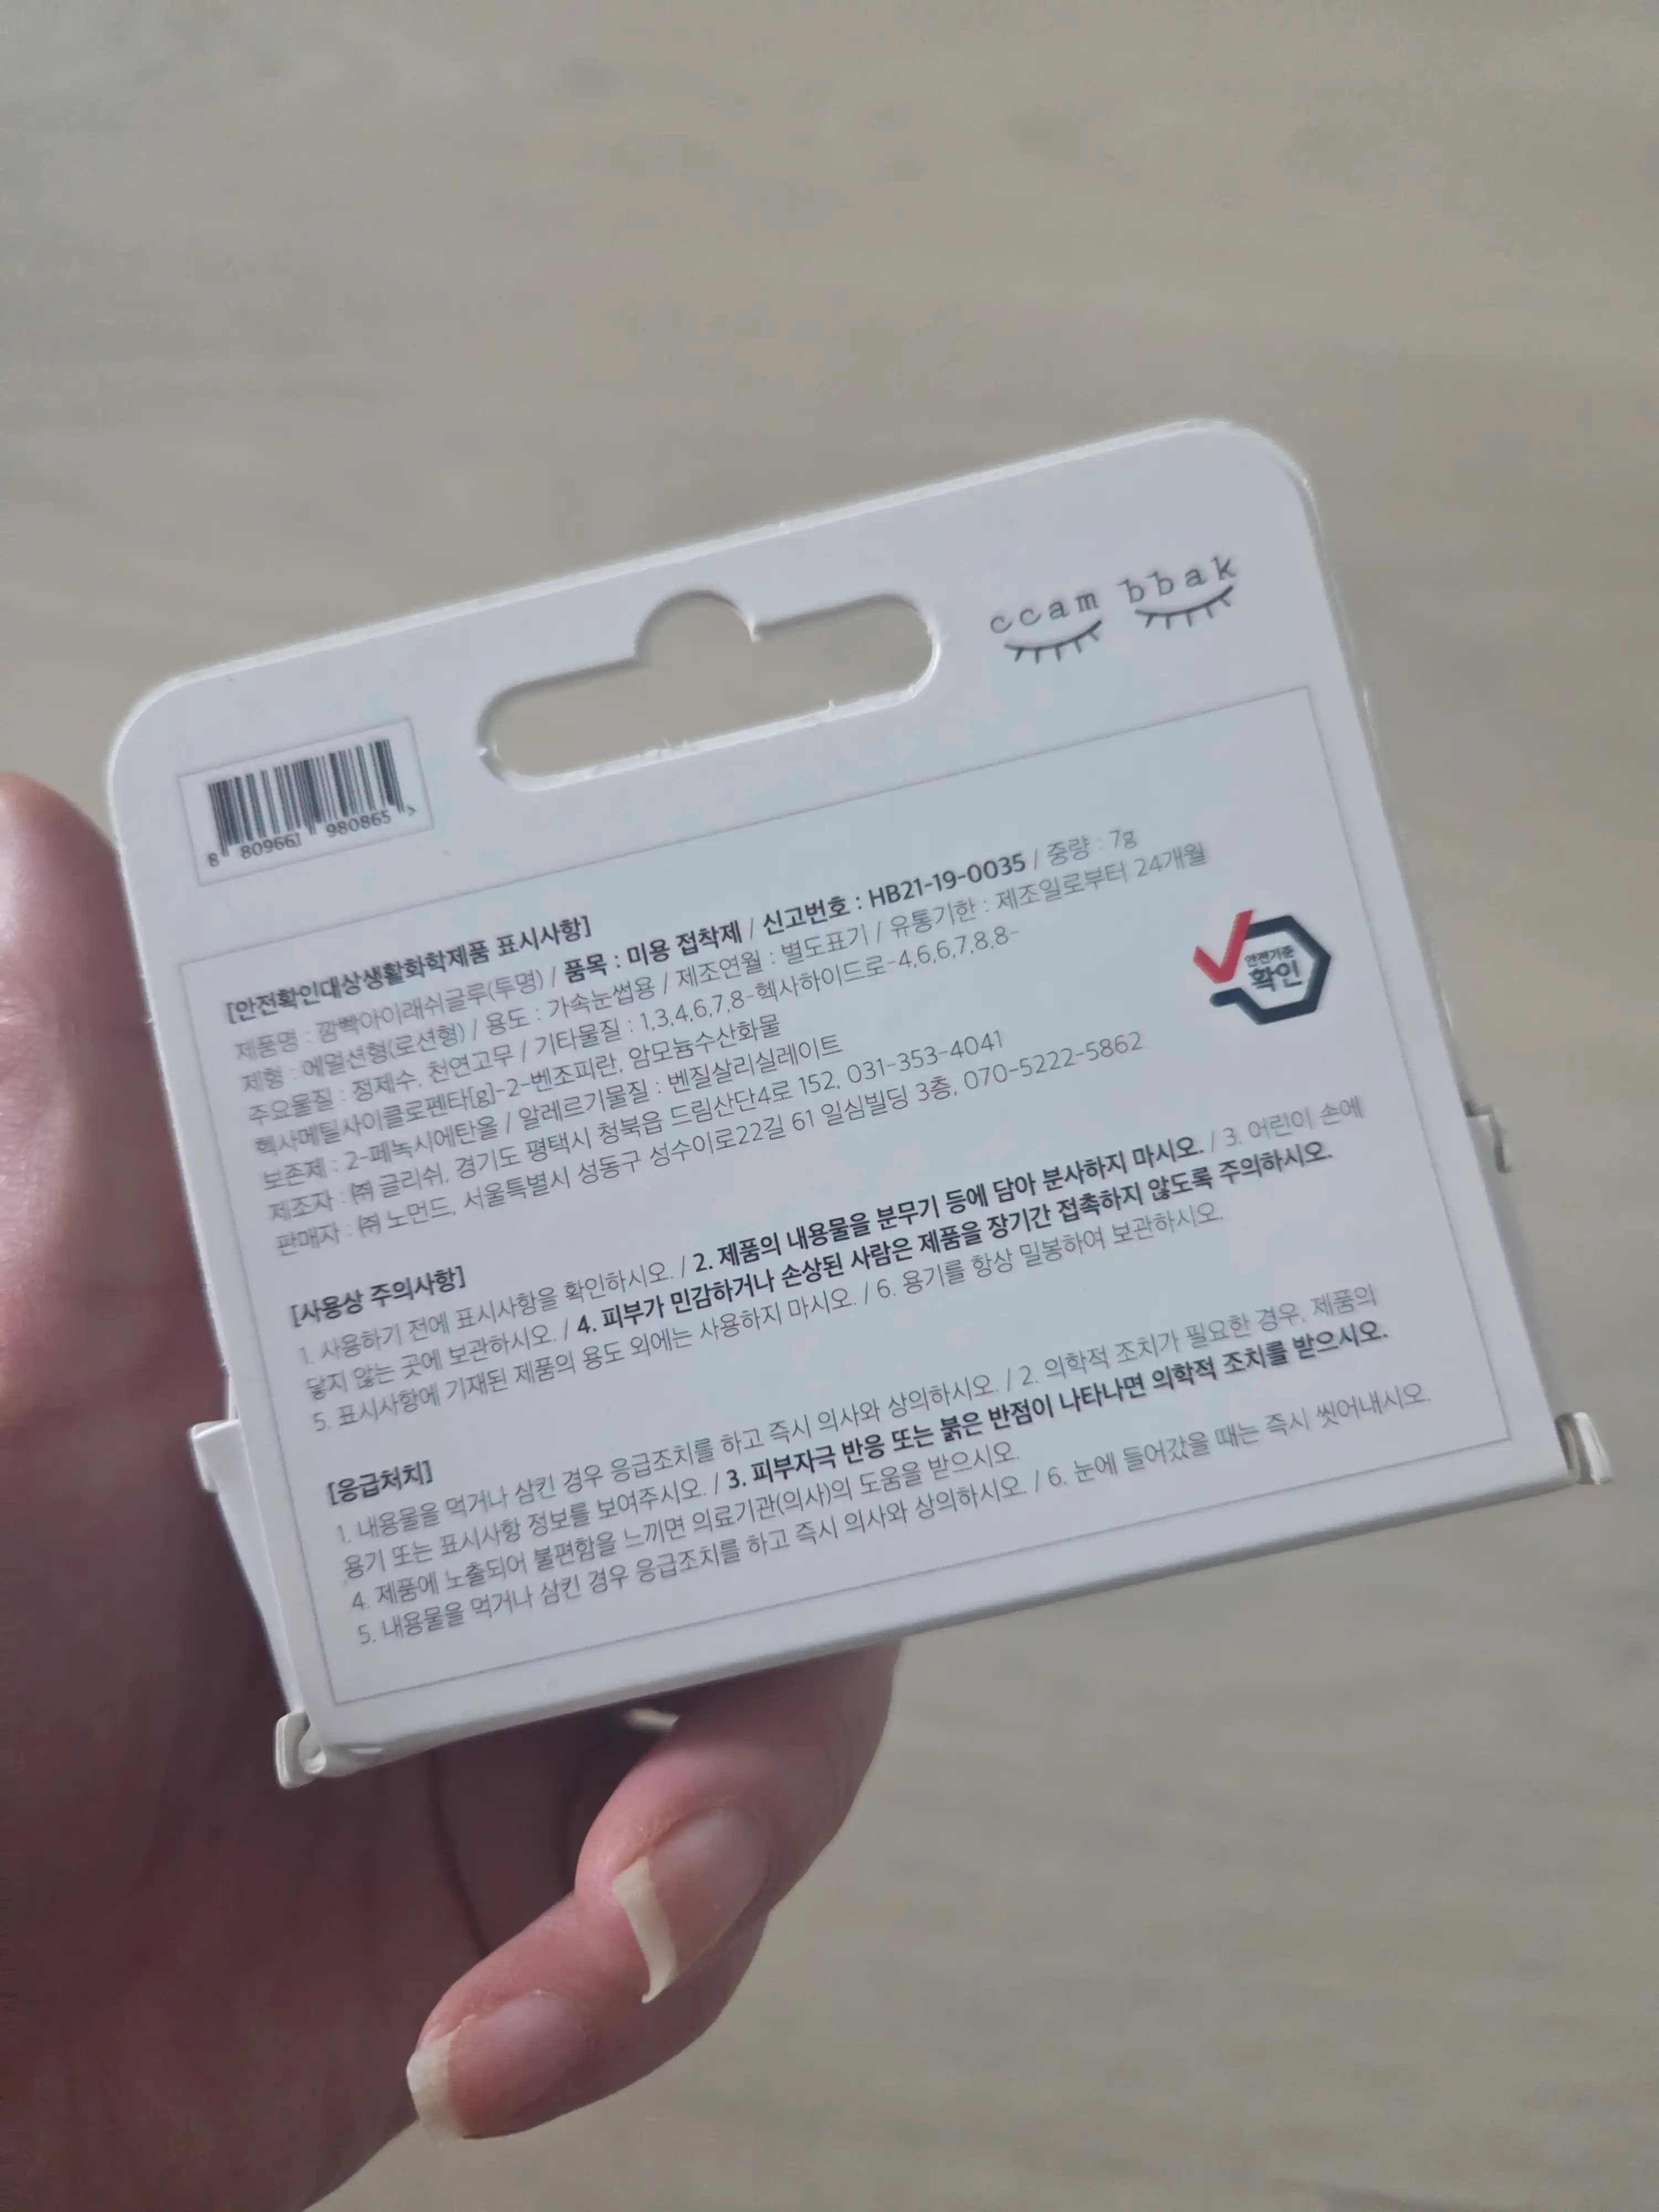 ccam bbak
8 809661 980865 >
[안전확인대상생활화학제품 표시사항]
제품명 : 깜빡아이래쉬글루(투명) / 품목 : 미용 접착제 / 신고번호 : HB21-19-0035 / 중량 : 7g
제형 : 에멀션형(로션형) / 용도 : 가속눈썹용 / 제조연월 : 별도표기 / 유통기한 : 제조일로부터 24개월
주요물질 : 정제수, 천연고무 / 기타물질 : 1,3,4,6,7,8-헥사하이드로-4,6,6,7,8,8-
헥사메틸사이클로펜타[g]-2-벤조피란, 암모늄수산화물
보존제 : 2-페녹시에탄올 / 알레르기물질 : 벤질살리실레이트
제조자 : ㈜ 글리쉬, 경기도 평택시 청북읍 드림산단4로 152, 031-353-4041
판매자 : ㈜ 노먼드, 서울특별시 성동구 성수이로22길 61 일심빌딩 3층, 070-5222-5862
안전기준
확인
[사용상 주의사항]
1. 사용하기 전에 표시사항을 확인하시오. / 2. 제품의 내용물을 분무기 등에 담아 분사하지 마시오. / 3. 어린이 손에
닿지 않는 곳에 보관하시오. / 4. 피부가 민감하거나 손상된 사람은 제품을 장기간 접촉하지 않도록 주의하시오.
5. 표시사항에 기재된 제품의 용도 외에는 사용하지 마시오. / 6. 용기를 항상 밀봉하여 보관하시오.
[응급처치]
1. 내용물을 먹거나 삼킨 경우 응급조치를 하고 즉시 의사와 상의하시오. / 2. 의학적 조치가 필요한 경우, 제품의
용기 또는 표시사항 정보를 보여주시오. / 3. 피부자극 반응 또는 붉은 반점이 나타나면 의학적 조치를 받으시오.
4. 제품에 노출되어 불편함을 느끼면 의료기관(의사)의 도움을 받으시오.
5. 내용물을 먹거나 삼킨 경우 응급조치를 하고 즉시 의사와 상의하시오. / 6. 눈에 들어갔을 때는 즉시 씻어내시오.